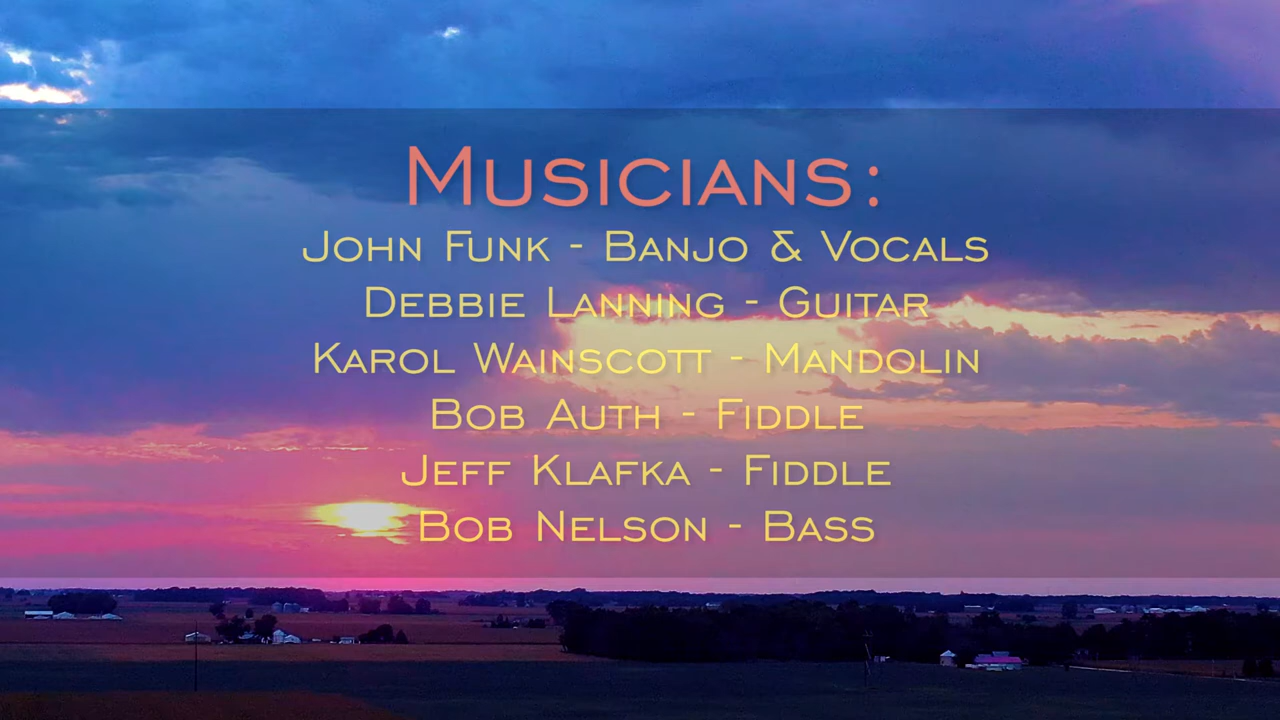 Musicians:
John Funk - Banjo & Vocals
Debbie Lanning - Guitar
Karol Wainscott - Mandolin
Bob Auth - Fiddle
Jeff Klafka - Fiddle
Bob Nelson - Bass